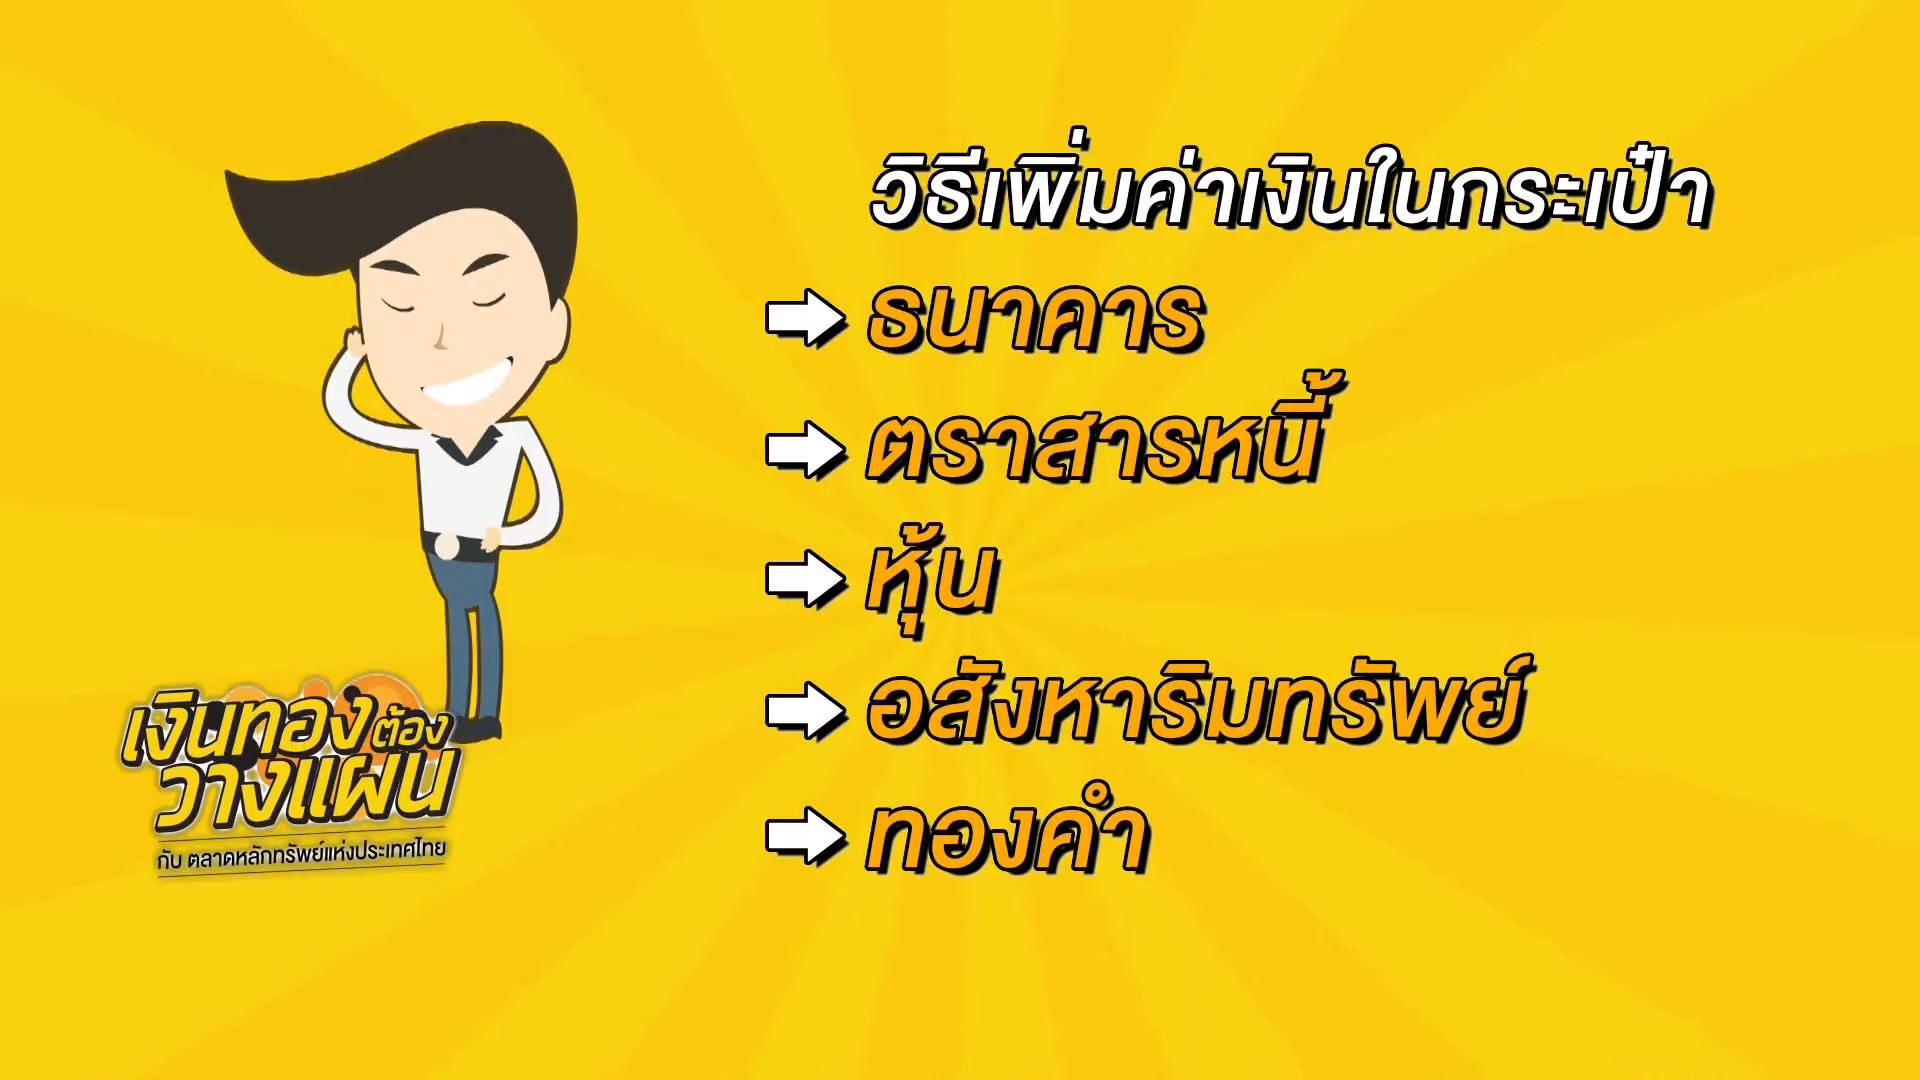 วิธีเพิ่มค่าเงินในกระเป๋า
ธนาคาร
ตราสารหนี้
หุ้น
อสังหาริมทรัพย์
ทองคำ
เงินทองต้อง
วางแผน
กับ ตลาดหลักทรัพย์แห่งประเทศไทย